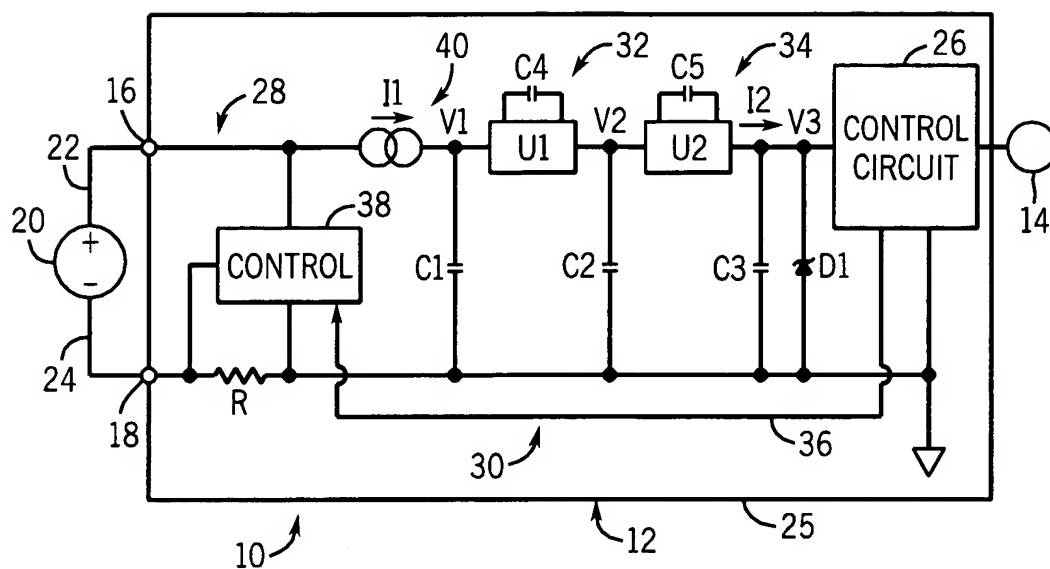 26
32
34
40
C4
C5
16
28
I1
V1
U1
V2
U2
I2
V3
CONTROL
CIRCUIT
22
14
20
+
-
38
CONTROL
C1
C2
C3
D1
24
18
R
30
36
10
12
25